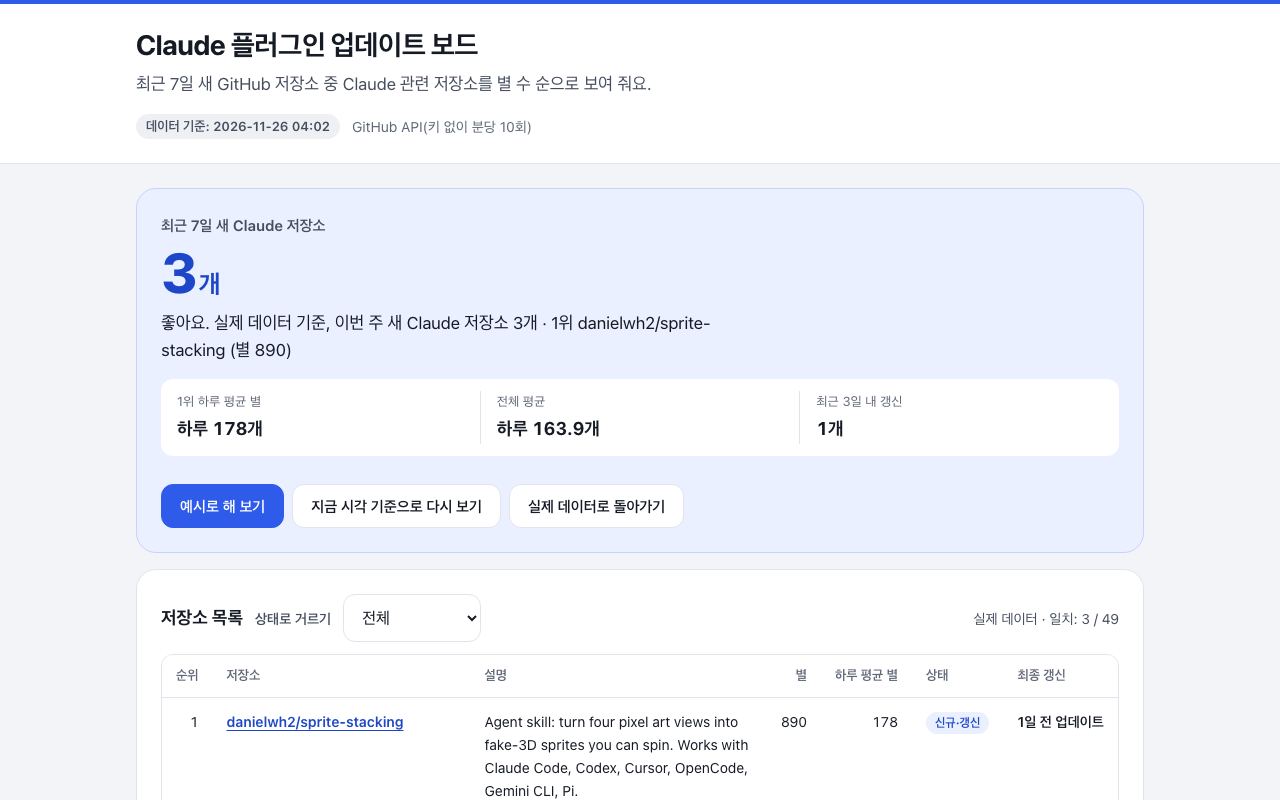 Claude 플러그인 업데이트 보드
최근 7일 새 GitHub 저장소 중 Claude 관련 저장소를 별 수 순으로 보여 줘요.
데이터 기준: 2026-11-26 04:02 GitHub API(키 없이 분당 10회)
최근 7일 새 Claude 저장소
3개
좋아요. 실제 데이터 기준, 이번 주 새 Claude 저장소 3개 · 1위 danielwh2/sprite-
stacking (별 890)
1위 하루 평균 별 전체 평균 최근 3일 내 갱신
하루 178개 하루 163.9개 1개
예시로 해 보기 지금 시각 기준으로 다시 보기 실제 데이터로 돌아가기
저장소 목록 상태로 거르기 전체 실제 데이터 · 일치: 3 / 49
순위 저장소 설명 별 하루 평균 별 상태 최종 갱신
1 danielwh2/sprite-stacking Agent skill: turn four pixel art views into 890 178 신규·갱신 1일 전 업데이트
fake-3D sprites you can spin. Works with
Claude Code, Codex, Cursor, OpenCode,
Gemini CLI, Pi.